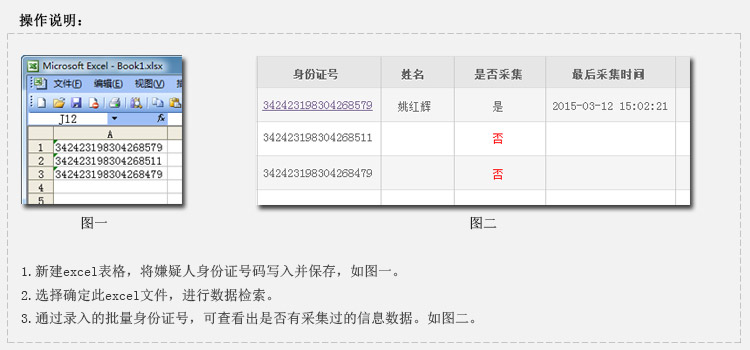 操作说明：
Microsoft Excel - Book1.xlsx
文件(F) 编辑(E) 视图(V)
J12 fx
A
1 342423198304268579
2 342423198304268511
3 342423198304268479
4
5
身份证号 姓名 是否采集 最后采集时间
342423198304268579 姚红辉 是 2015-03-12 15:02:21
342423198304268511 否
342423198304268479 否
图一 图二
1.新建excel表格，将嫌疑人身份证号码写入并保存，如图一。
2.选择确定此excel文件，进行数据检索。
3.通过录入的批量身份证号，可查看出是否有采集过的信息数据。如图二。